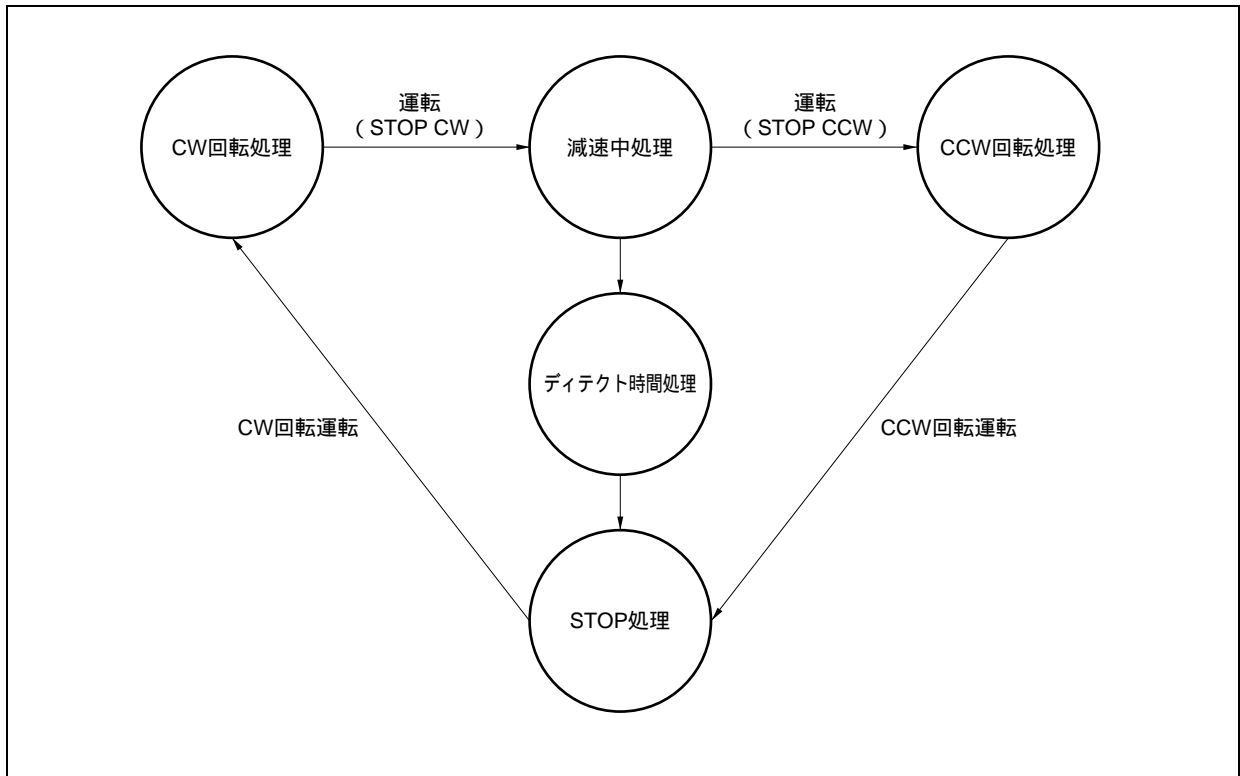 運転
（STOP CW）
運転
（STOP CCW）
CW回転処理
減速中処理
CCW回転処理
ディテクト時間処理
CW回転運転
CCW回転運転
STOP処理